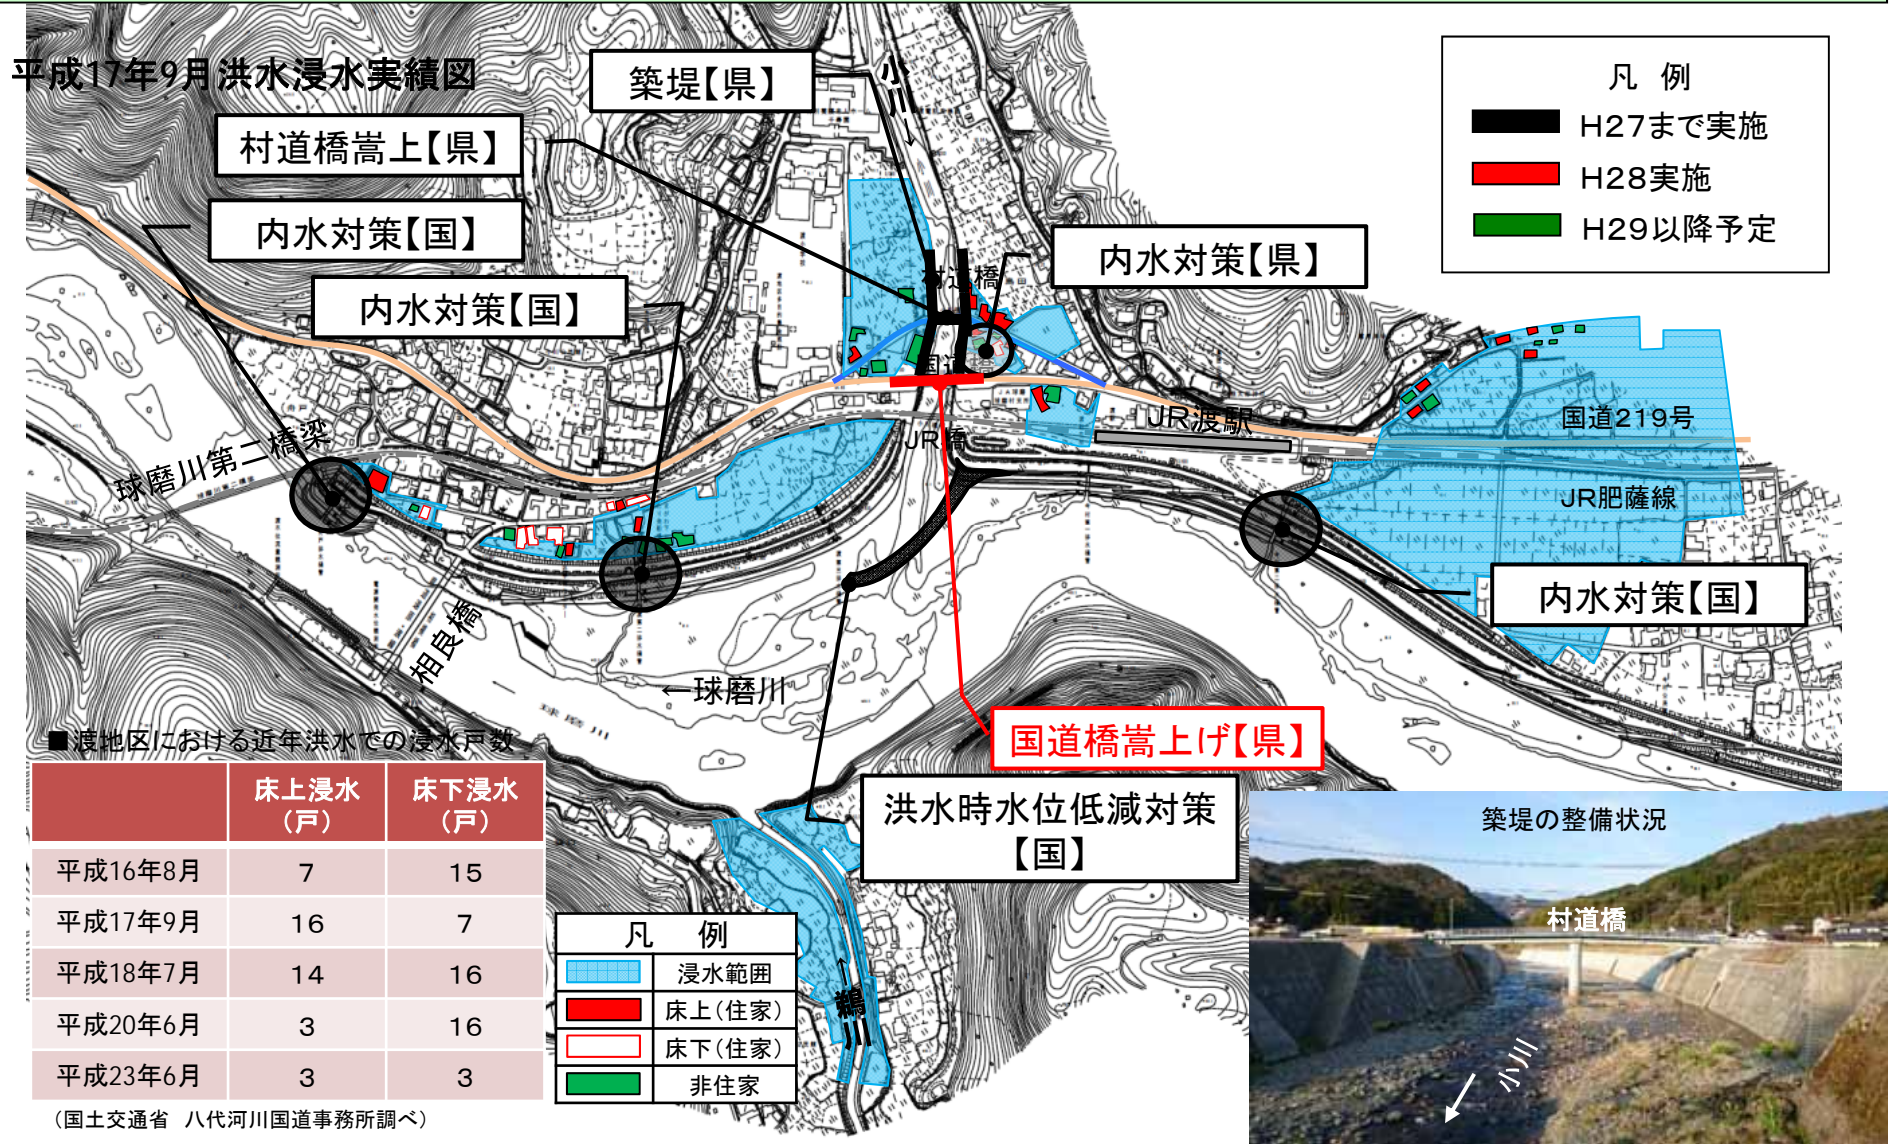 平成17年9月洪水浸水実績図
築堤【県】
小川→
村道橋嵩上【県】
内水対策【国】
内水対策【国】
内水対策【県】
凡 例
H27まで実施
H28実施
H29以降予定
村道橋
国道橋
JR橋
JR渡駅
国道219号
JR肥薩線
球磨川第二橋梁
相良橋
←球磨川
内水対策【国】
国道橋嵩上げ【県】
洪水時水位低減対策
【国】
鵜川
■渡地区における近年洪水での浸水戸数
床上浸水（戸） 床下浸水（戸）
平成16年8月 7 15
平成17年9月 16 7
平成18年7月 14 16
平成20年6月 3 16
平成23年6月 3 3
（国土交通省 八代河川国道事務所調べ）
凡 例
浸水範囲
床上（住家）
床下（住家）
非住家
築堤の整備状況
村道橋
小川